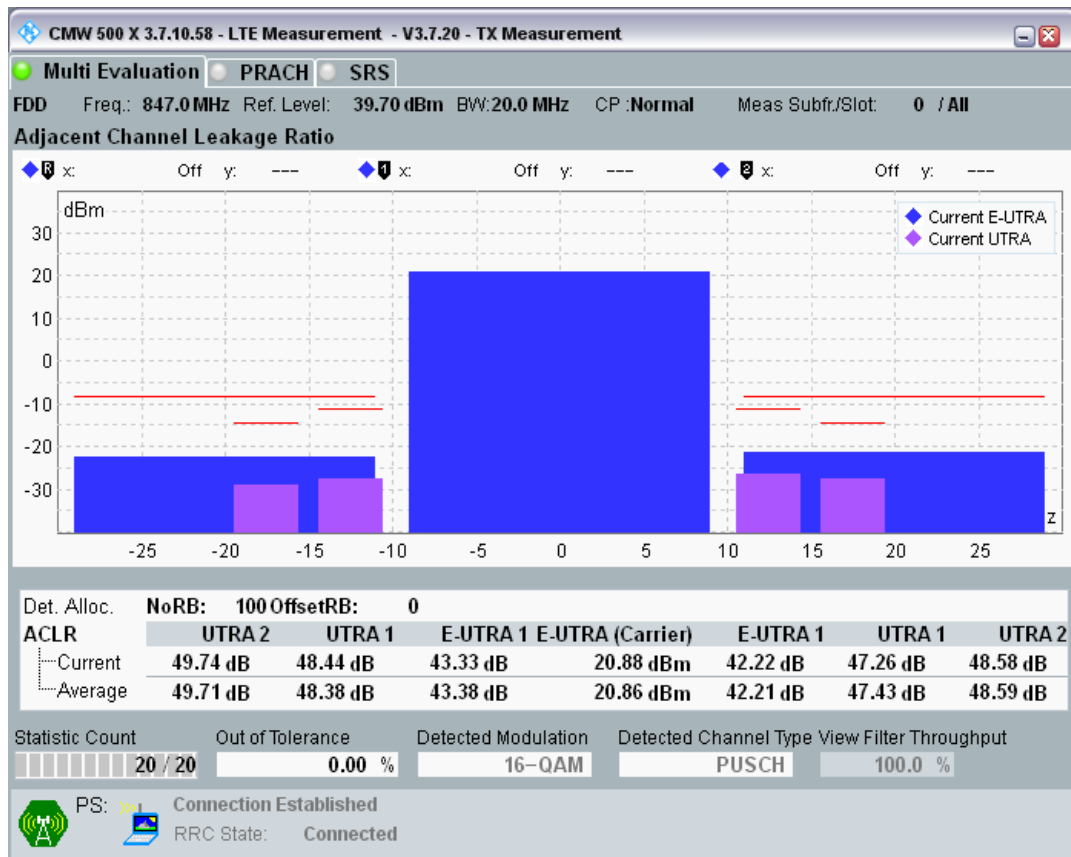 CMW 500 X 3.7.10.58 - LTE Measurement - V3.7.20 - TX Measurement
Multi Evaluation PRACH SRS
FDD Freq.: 847.0 MHz Ref. Level: 39.70 dBm BW:20.0 MHz CP :Normal Meas Subfr./Slot: 0 / All
Adjacent Channel Leakage Ratio
R x: Off y: --- 1 x: Off y: --- 2 x: Off y: ---
dBm
Current E-UTRA
Current UTRA
30
20
10
0
-10
-20
-30
z
-25 -20 -15 -10 -5 0 5 10 15 20 25
Det. Alloc. NoRB: 100 OffsetRB: 0
ACLR UTRA 2 UTRA 1 E-UTRA 1 E-UTRA (Carrier) E-UTRA 1 UTRA 1 UTRA 2
Current 49.74 dB 48.44 dB 43.33 dB 20.88 dBm 42.22 dB 47.26 dB 48.58 dB
Average 49.71 dB 48.38 dB 43.38 dB 20.86 dBm 42.21 dB 47.43 dB 48.59 dB
Statistic Count Out of Tolerance Detected Modulation Detected Channel Type View Filter Throughput
20 / 20 0.00 % 16-QAM PUSCH 100.0 %
PS: Connection Established
RRC State: Connected